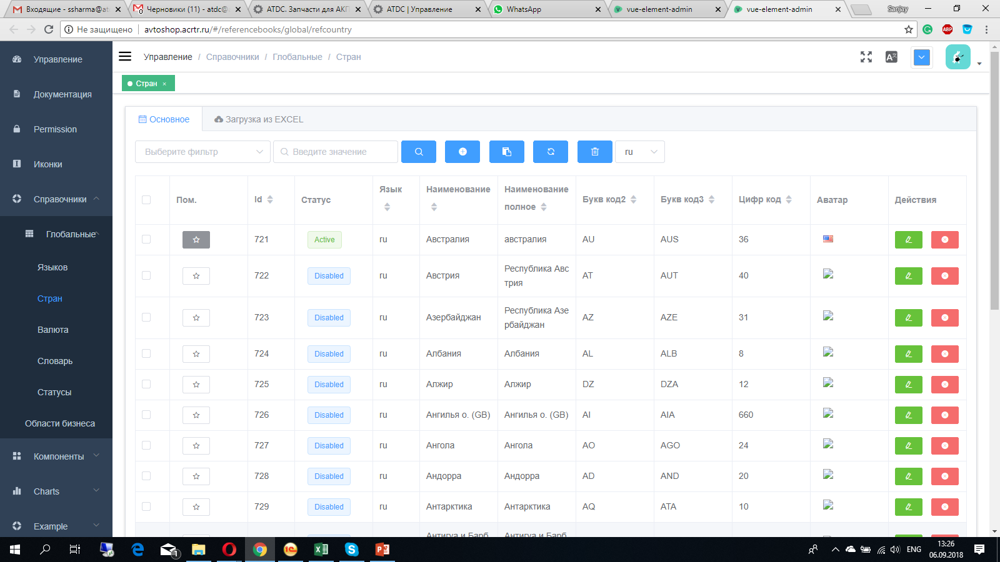 Входящие - ssharma@at
Черновики (11) - atdc@
ATDC. Запчасти для АКП
ATDC | Управление
WhatsApp
vue-element-admin
vue-element-admin
Sanjay
Не защищено
avtoshop.acrtr.ru/#/referencebooks/global/refcountry
ABP
Управление
Документация
Permission
Иконки
Справочники
Глобальные
Языков
Стран
Валюта
Словарь
Статусы
Области бизнеса
Компоненты
Charts
Example
Управление / Справочники / Глобальные / Стран
Стран ×
Основное
Загрузка из EXCEL
Выберите фильтр
Введите значение
ru
Пом. Id Статус Язык Наименование Наименование полное Букв код2 Букв код3 Цифр код Аватар Действия
721 Active ru Австралия австралия AU AUS 36
722 Disabled ru Австрия Республика Авс
трия AT AUT 40
723 Disabled ru Азербайджан Республика Азе
рбайджан AZ AZE 31
724 Disabled ru Албания Албания AL ALB 8
725 Disabled ru Алжир Алжир DZ DZA 12
726 Disabled ru Ангилья о. (GB) Ангилья о. (GB) AI AIA 660
727 Disabled ru Ангола Ангола AO AGO 24
728 Disabled ru Андорра Андорра AD AND 20
729 Disabled ru Антарктика Антарктика AQ ATA 10
Антигуа и Барб Антигуа и Барб
1
ENG
13:26
06.09.2018